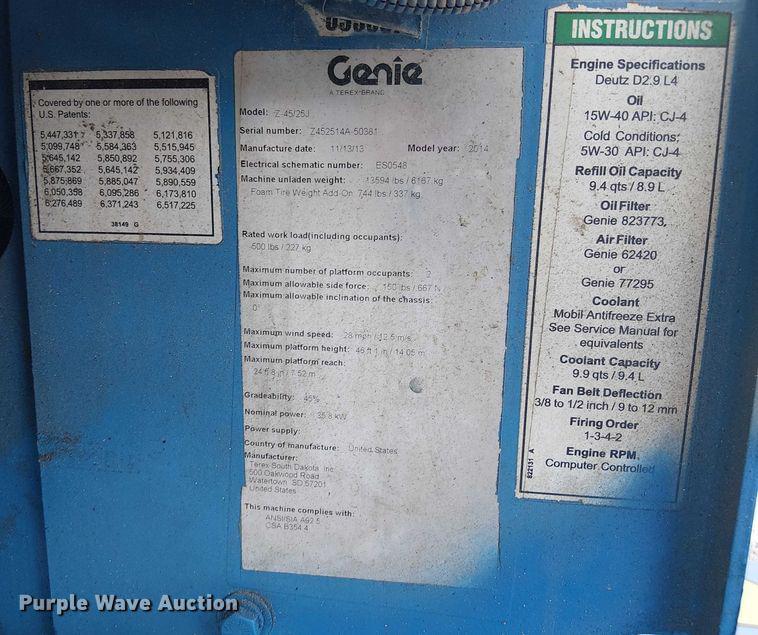 Covered by one or more of the following
U.S. Patents:
5,447,331 5,337,858 5,121,816
5,099,748 5,584,363 5,515,945
5,645,142 5,850,892 5,755,306
5,667,352 5,645,142 5,934,409
5,875,869 5,885,047 5,890,559
6,050,358 6,095,286 6,173,810
6,276,489 6,371,243 6,517,225
38149 G
Genie
A TEREX BRAND
Model: Z-45/25J
Serial number: Z452514A-50381
Manufacture date: 11/13/13 Model year: 2014
Electrical schematic number: ES0548
Machine unladen weight: 13594 lbs / 6167 kg
Foam Tire Weight Add-On 744 lbs / 337 kg
Rated work load(including occupants):
500 lbs / 227 kg
Maximum number of platform occupants: 2
Maximum allowable side force: 150 lbs / 667 N
Maximum allowable inclination of the chassis:
0°
Maximum wind speed: 28 mph / 12.5 m/s
Maximum platform height: 46 ft 1 in / 14.05 m
Maximum platform reach:
24 ft 8 in / 7.52 m
Gradeability: 45%
Nominal power: 35.8 kW
Power supply:
Country of manufacture: United States
Manufacturer:
Terex South Dakota Inc
500 Oakwood Road
Watertown SD 57201
United States
This machine complies with:
ANSI/SIA A92.5
CSA B354.4
INSTRUCTIONS
Engine Specifications
Deutz D2.9 L4
Oil
15W-40 API: CJ-4
Cold Conditions:
5W-30 API: CJ-4
Refill Oil Capacity
9.4 qts / 8.9 L
Oil Filter
Genie 823773
Air Filter
Genie 62420
or
Genie 77295
Coolant
Mobil Antifreeze Extra
See Service Manual for
equivalents
Coolant Capacity
9.9 qts / 9.4 L
Fan Belt Deflection
3/8 to 1/2 inch / 9 to 12 mm
Firing Order
1-3-4-2
Engine RPM
Computer Controlled
822131 A
Purple Wave Auction